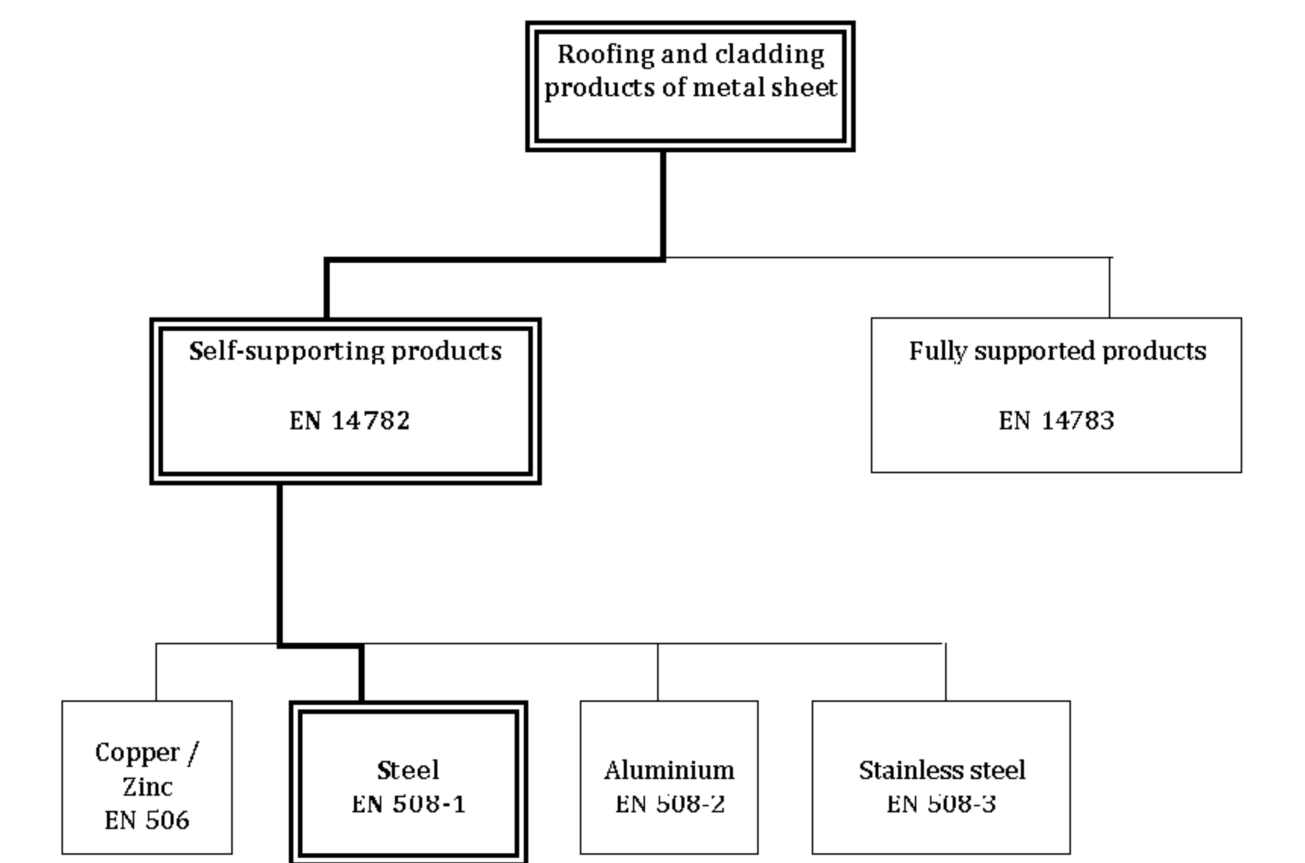 Roofing and cladding
products of metal sheet
Self-supporting products
EN 14782
Fully supported products
EN 14783
Copper /
Zinc
EN 506
Steel
EN 508-1
Aluminium
EN 508-2
Stainless steel
EN 508-3